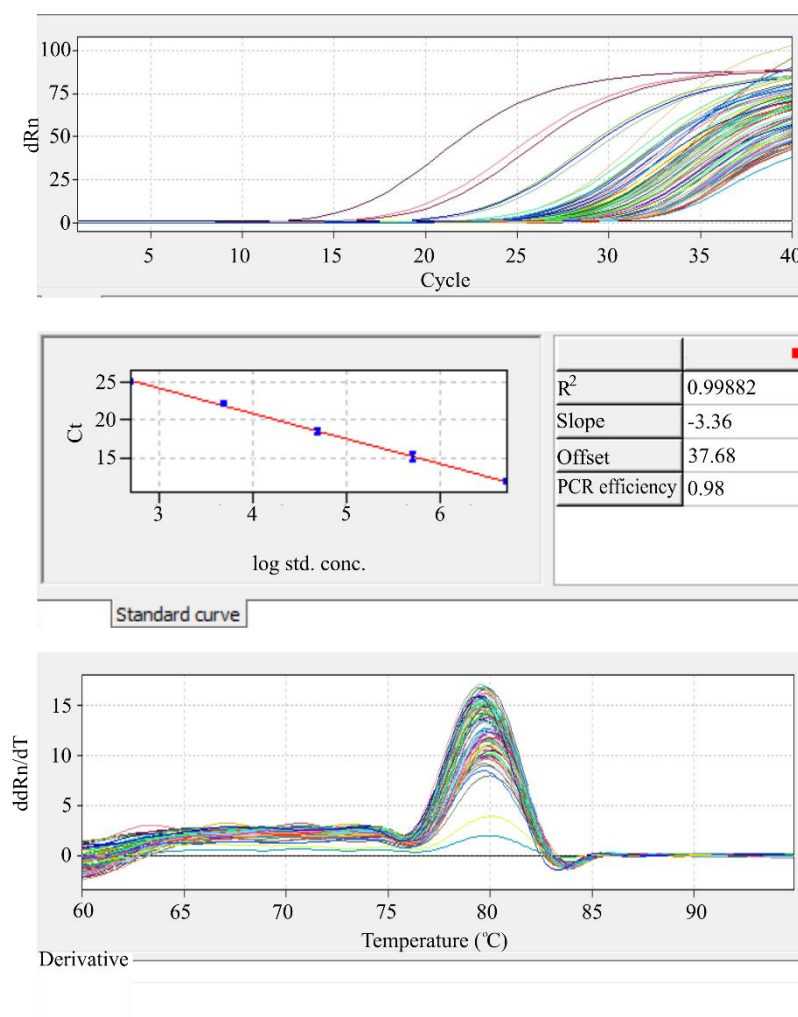 100
75
50
25
0
dRn
5 10 15 20 25 30 35 40
Cycle
25
20
15
Ct
3 4 5 6
log std. conc.
R² 0.99882
Slope -3.36
Offset 37.68
PCR efficiency 0.98
Standard curve
15
10
5
0
ddRn/dT
60 65 70 75 80 85 90
Temperature (℃)
Derivative